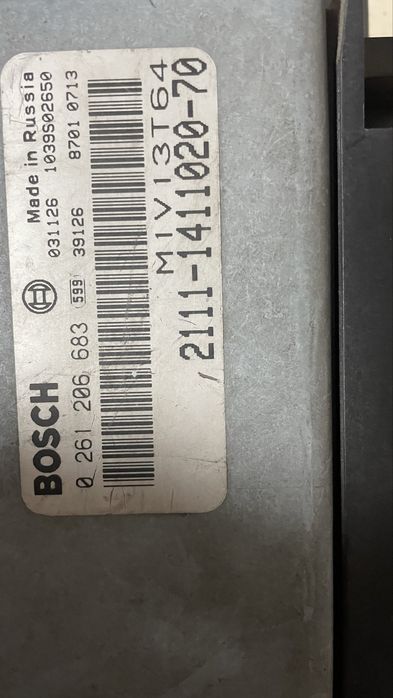 BOSCH
Made in Russia
0 261 206 683
031126 1039S02650
599 39126 8701 0713
M1V13T64
2111-1411020-70